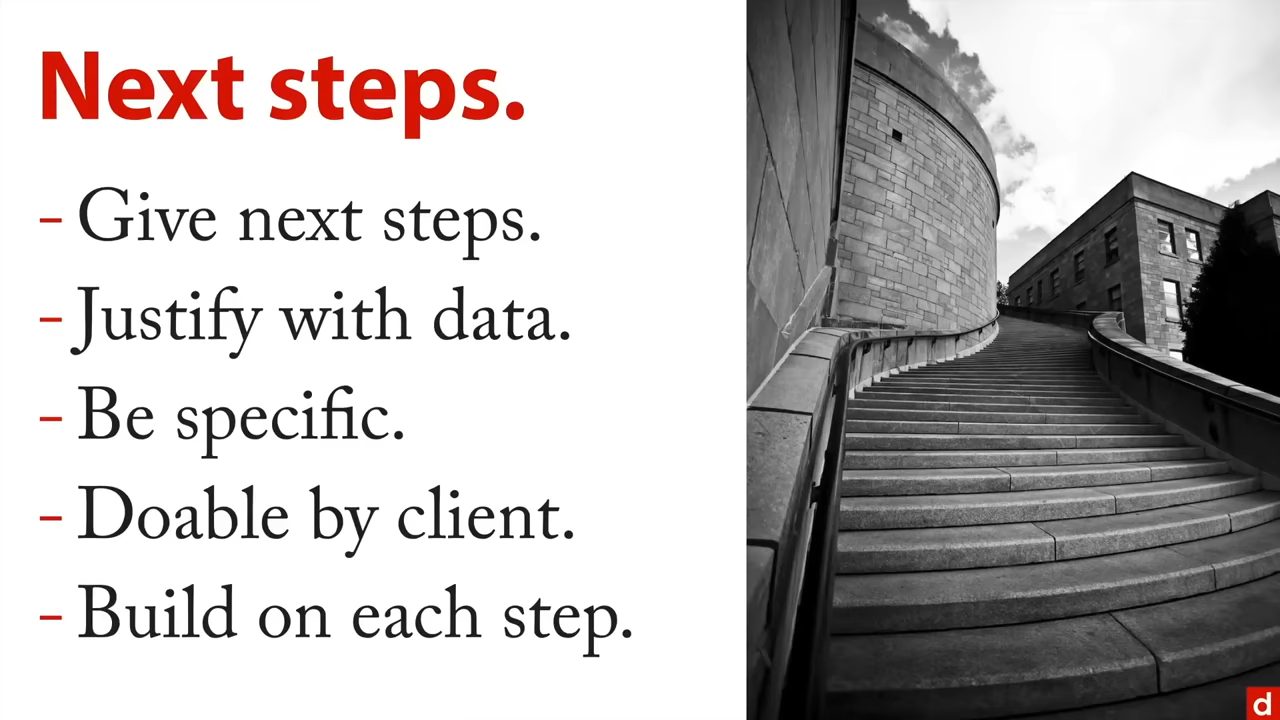 Next steps.
- Give next steps.
- Justify with data.
- Be specific.
- Doable by client.
- Build on each step.
d